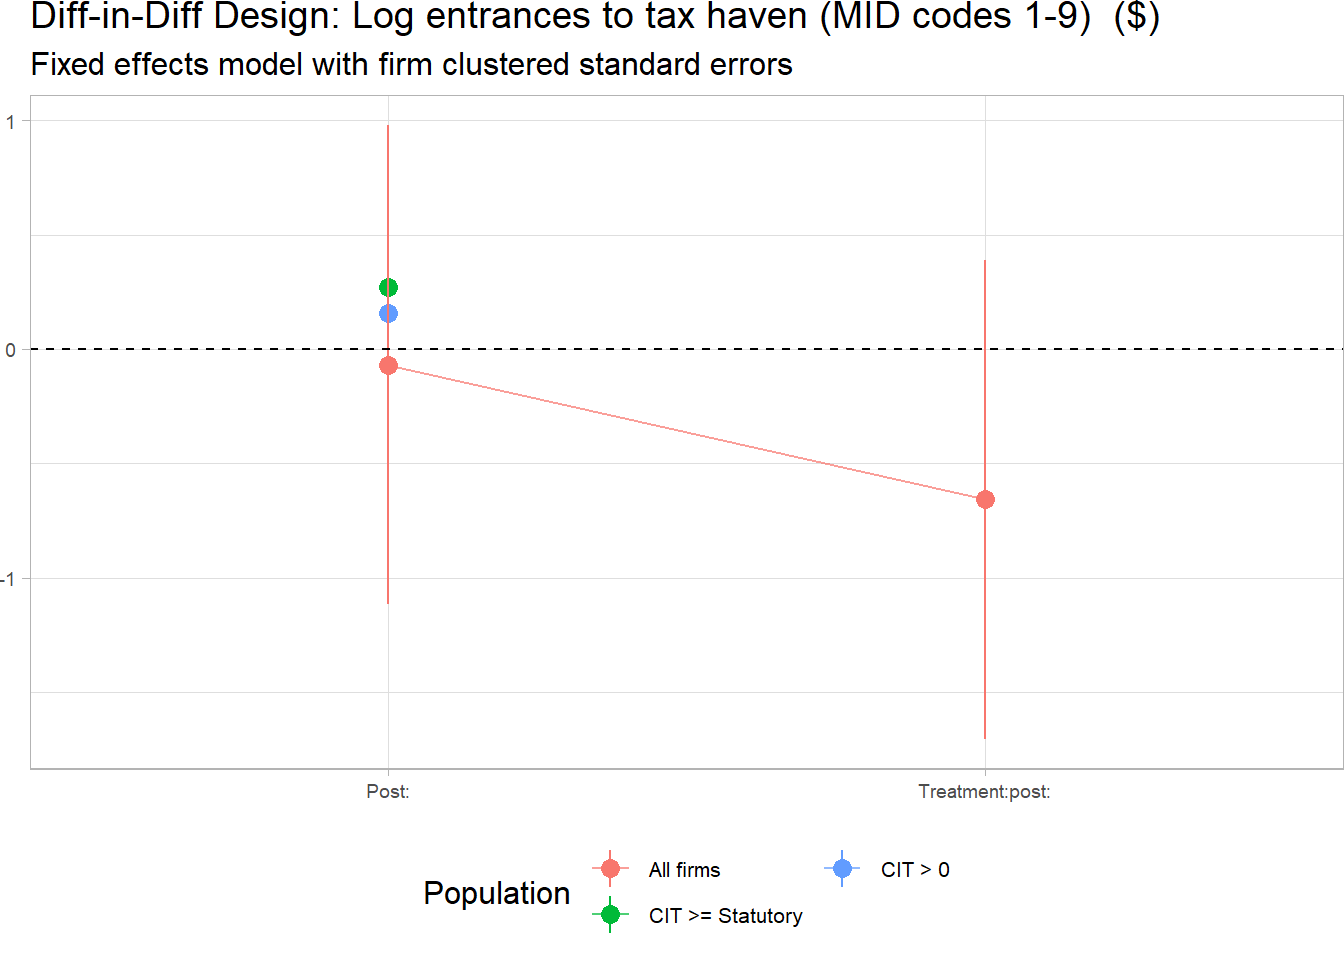 Diff-in-Diff Design: Log entrances to tax haven (MID codes 1-9)  ($)
Fixed effects model with firm clustered standard errors
1
0
-1
Post:
Treatment:post:
Population
All firms
CIT > 0
CIT >= Statutory